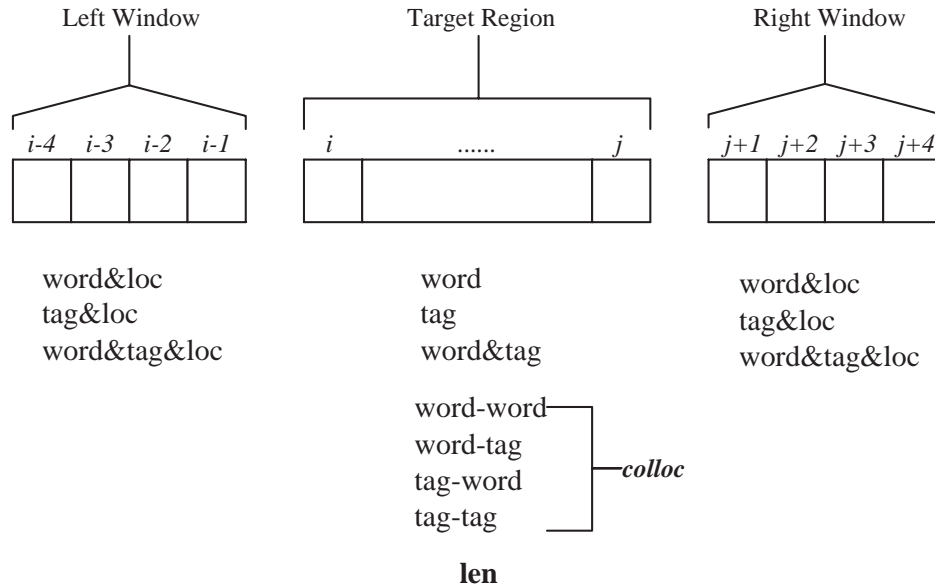 Left Window
Target Region
Right Window
i-4 i-3 i-2 i-1
i ...... j
j+1 j+2 j+3 j+4
word&loc
tag&loc
word&tag&loc
word
tag
word&tag
word-word
word-tag
tag-word
tag-tag
colloc
len
word&loc
tag&loc
word&tag&loc